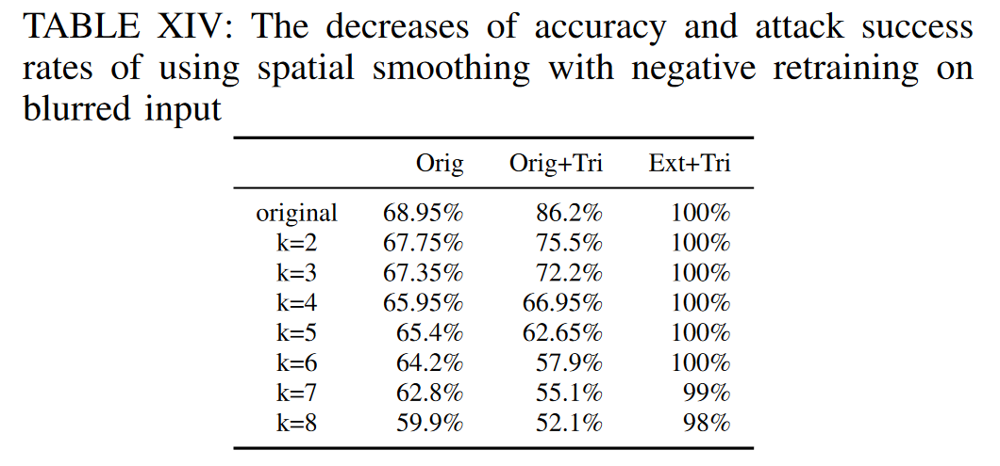 TABLE XIV: The decreases of accuracy and attack success
rates of using spatial smoothing with negative retraining on
blurred input
Orig Orig+Tri Ext+Tri
original 68.95% 86.2% 100%
k=2 67.75% 75.5% 100%
k=3 67.35% 72.2% 100%
k=4 65.95% 66.95% 100%
k=5 65.4% 62.65% 100%
k=6 64.2% 57.9% 100%
k=7 62.8% 55.1% 99%
k=8 59.9% 52.1% 98%